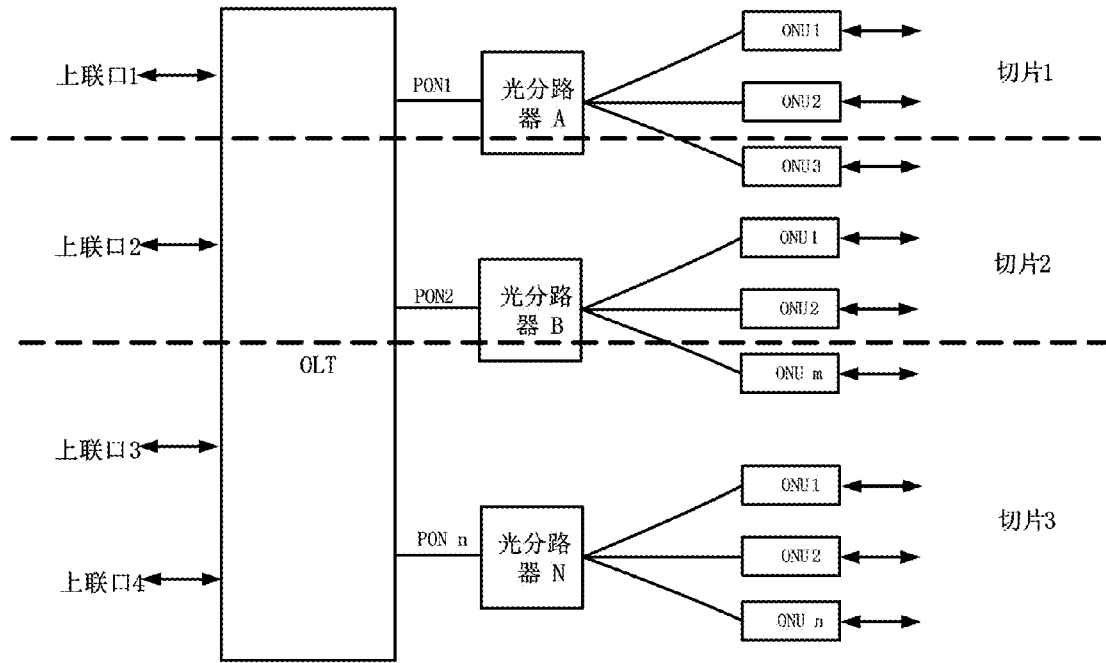 上联口1
上联口2
上联口3
上联口4
OLT
PON1
光分路
器 A
ONU1
ONU2
ONU3
切片1
PON2
光分路
器 B
ONU1
ONU2
ONU m
切片2
PON n
光分路
器 N
ONU1
ONU2
ONU n
切片3